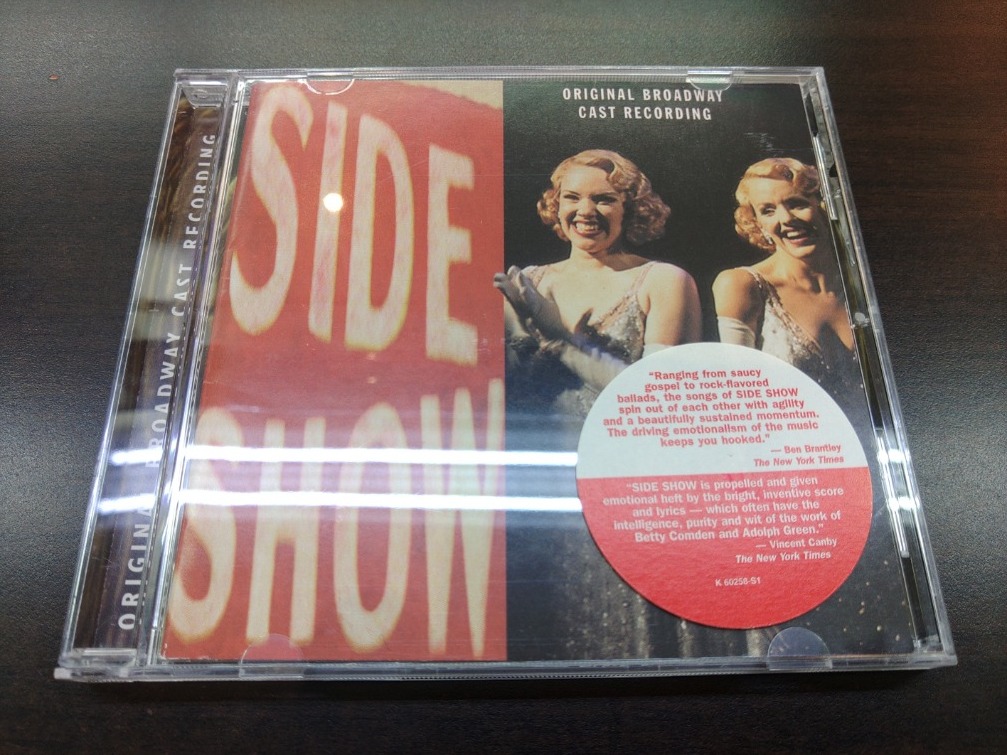 ORIGINAL BROADWAY CAST RECORDING
SIDE
SHOW
ORIGINAL BROADWAY
CAST RECORDING
“Ranging from saucy
gospel to rock-flavored
ballads, the songs of SIDE SHOW
spin out of each other with agility
and a beautifully sustained momentum.
The driving emotionalism of the music
keeps you hooked.”
— Ben Brantley
The New York Times
“SIDE SHOW is propelled and given
emotional heft by the bright, inventive score
and lyrics — which often have the
intelligence, purity and wit of the work of
Betty Comden and Adolph Green.”
— Vincent Canby
The New York Times
K 60258-S1